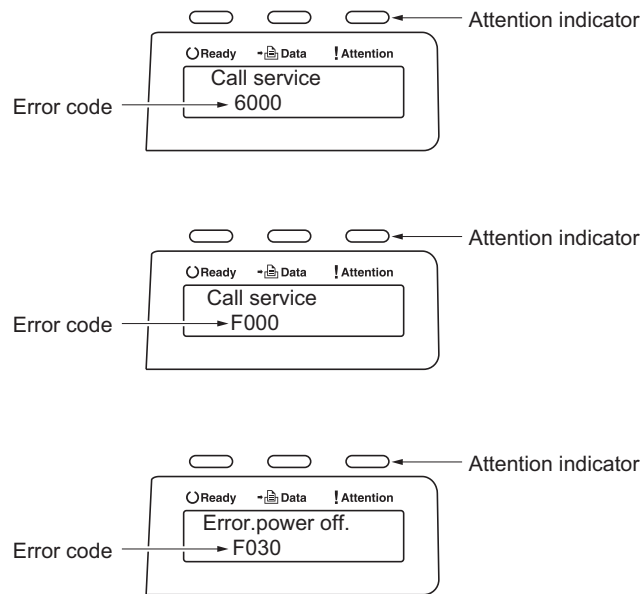 Attention indicator
Ready Data !Attention
Call service
Error code 6000
Attention indicator
Ready Data !Attention
Call service
Error code F000
Attention indicator
Ready Data !Attention
Error.power off.
Error code F030